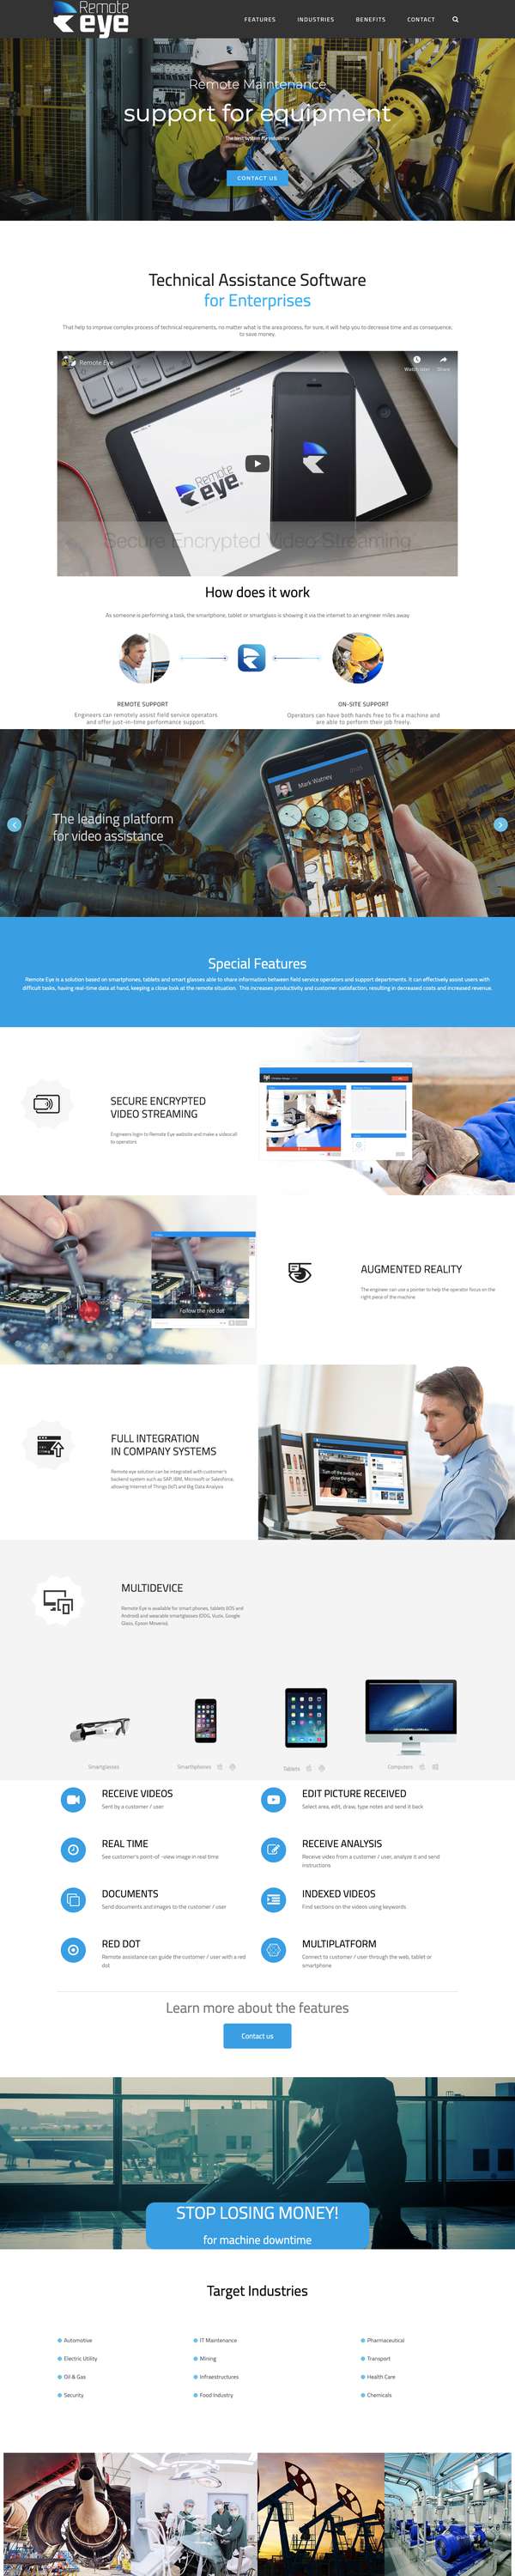 Remote
eye
FEATURES INDUSTRIES BENEFITS CONTACT
Remote Maintenance
support for equipment
CONTACT US
Technical Assistance Software
for Enterprises
That help to improve complex process of technical requirements, no matter what is the area process, for sure, it will help you to decrease time and as consequence,
to save money.
Remote Eye
Watch later Share
Remote
eye
Secure Encrypted Video Streaming
How does it work
As someone is performing a task, the smartphone, tablet or smartglass is showing it via the internet to an engineer miles away
REMOTE SUPPORT
Engineers can remotely assist field service operators
and offer just-in-time performance support.
ON-SITE SUPPORT
Operators can have both hands free to fix a machine and
are able to perform their job freely.
The leading platform
for video assistance
Mark Watney
Special Features
Remote Eye is a solution based on smartphones, tablets and smart glasses able to share information between field service operators and support departments. It can effectively assist users with
difficult tasks, having real-time data at hand, keeping a close look at the remote situation. This increases productivity and customer satisfaction, resulting in decreased costs and increased revenue.
SECURE ENCRYPTED
VIDEO STREAMING
Engineers login to Remote Eye website and make a video call
to operators
Follow the red dot
AUGMENTED REALITY
The engineer can use a pointer to help the operator focus on the
right piece of the machine
FULL INTEGRATION
IN COMPANY SYSTEMS
Remote eye solution can be integrated with customer's
backend system such as SAP, IBM, Microsoft or Salesforce,
allowing Internet of Things (IoT) and Big Data Analysis
Turn off the switch and
close the gate
MULTIDEVICE
Remote Eye is available for smart phones, tablets (iOS and
Android) and wearable smartglasses (ODG, Vuzix, Google
Glass, Epson Moverio)
Smartglasses
Smartphones
Tablets
Computers
RECEIVE VIDEOS
Sent by a customer / user
EDIT PICTURE RECEIVED
Select area, edit, draw, type notes and send it back
REAL TIME
See customer's point-of -view image in real time
RECEIVE ANALYSIS
Receive video from a customer / user, analyze it and send
instructions
DOCUMENTS
Send documents and images to the customer / user
INDEXED VIDEOS
Find sections on the videos using keywords
RED DOT
Remote assistance can guide the customer / user with a red
dot
MULTIPLATFORM
Connect to customer / user through the web, tablet or
smartphone
Learn more about the features
Contact us
STOP LOSING MONEY!
for machine downtime
Target Industries
Automotive
IT Maintenance
Pharmaceutical
Electric Utility
Mining
Transport
Oil & Gas
Infraestructures
Health Care
Security
Food Industry
Chemicals